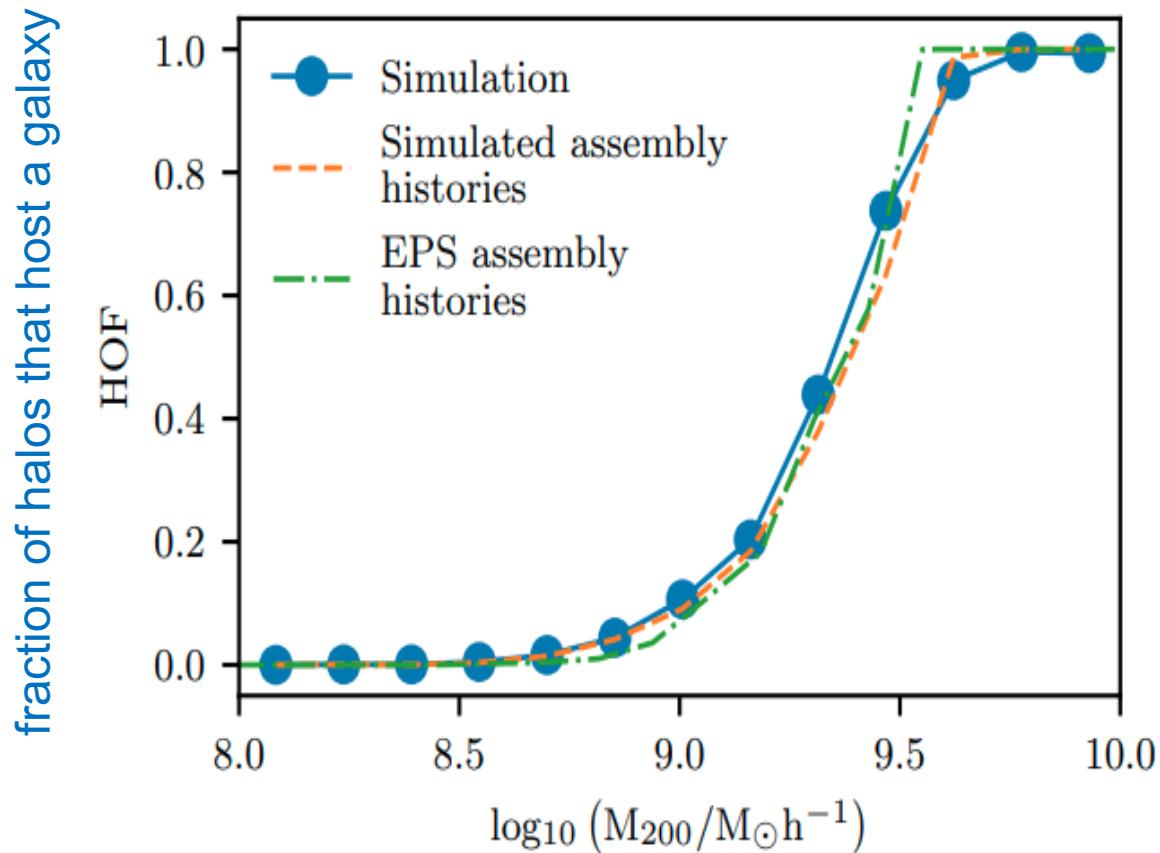 fraction of halos that host a galaxy
HOF
1.0
0.8
0.6
0.4
0.2
0.0
Simulation
Simulated assembly
histories
EPS assembly
histories
8.0 8.5 9.0 9.5 10.0
log₁₀ (M₂₀₀/M⊙h⁻¹)